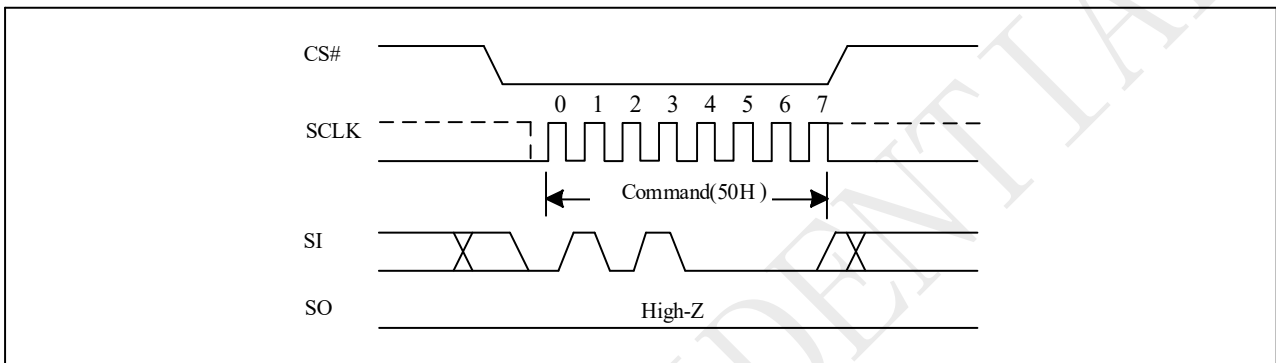 CS#
0 1 2 3 4 5 6 7
SCLK
Command(50H )
SI
SO
High-Z